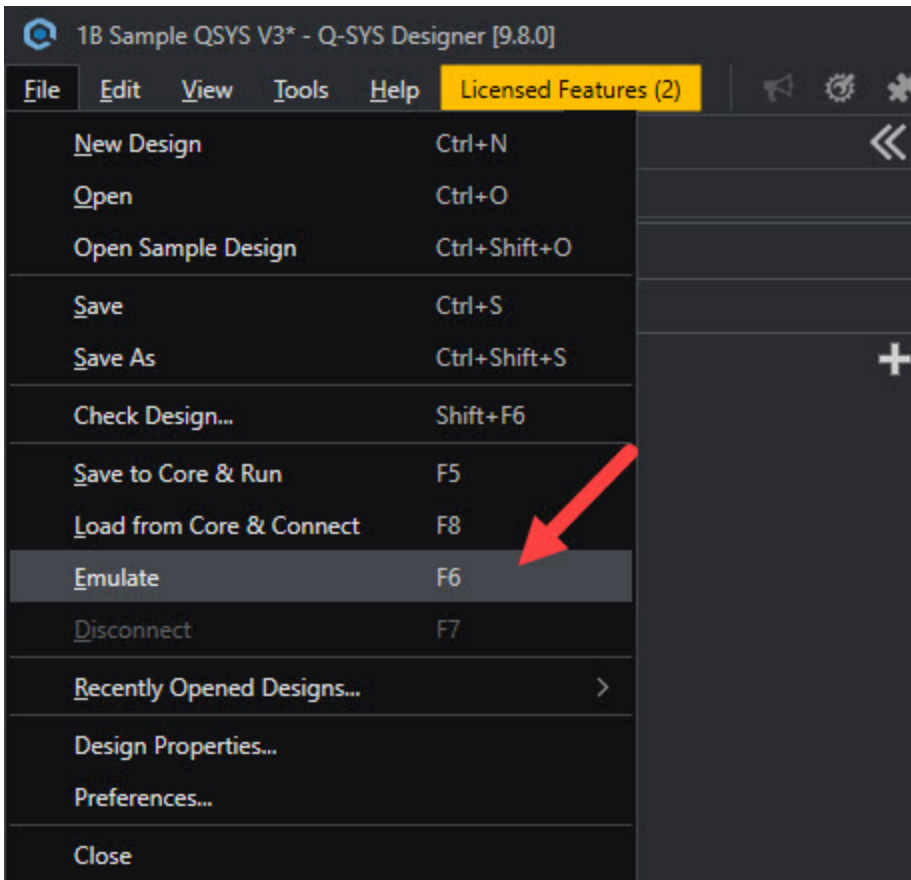 1B Sample QSYS V3* - Q-SYS Designer [9.8.0]
File Edit View Tools Help Licensed Features (2)
New Design Ctrl+N
Open Ctrl+O
Open Sample Design Ctrl+Shift+O
Save Ctrl+S
Save As Ctrl+Shift+S
Check Design... Shift+F6
Save to Core & Run F5
Load from Core & Connect F8
Emulate F6
Disconnect F7
Recently Opened Designs...
Design Properties...
Preferences...
Close